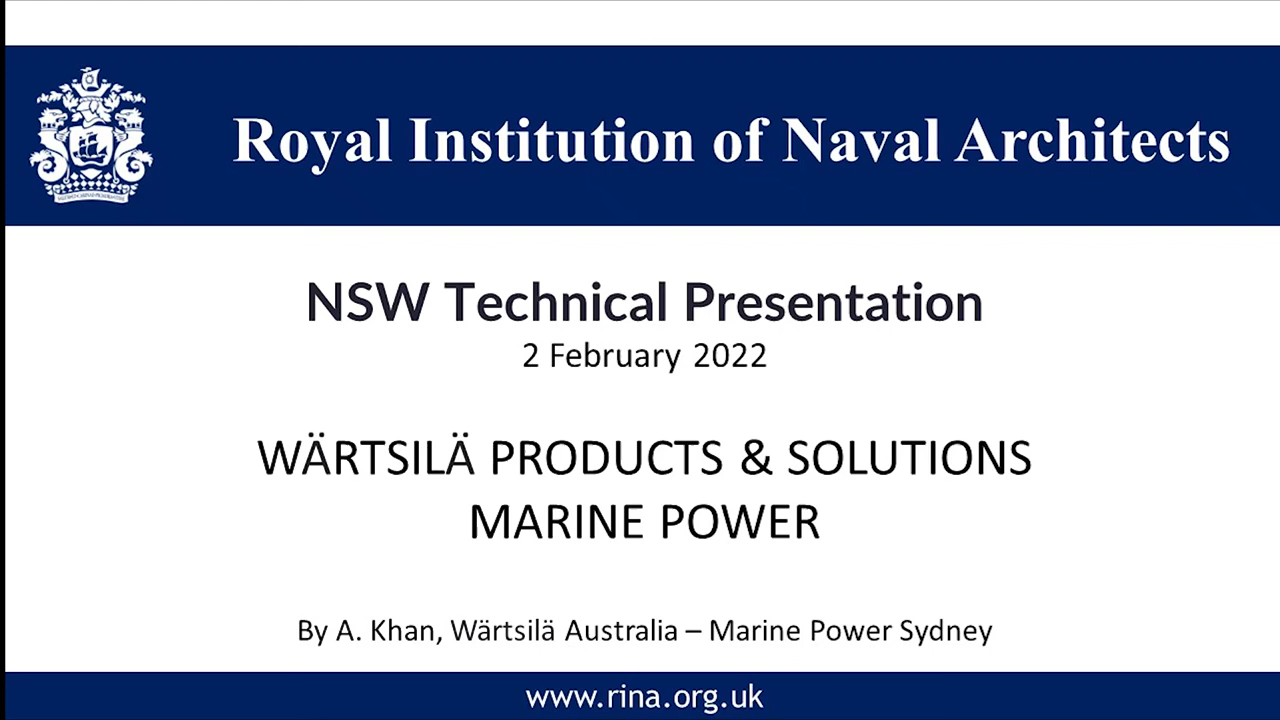 Royal Institution of Naval Architects
NSW Technical Presentation
2 February 2022
WÄRTSILÄ PRODUCTS & SOLUTIONS
MARINE POWER
By A. Khan, Wärtsilä Australia – Marine Power Sydney
www.rina.org.uk